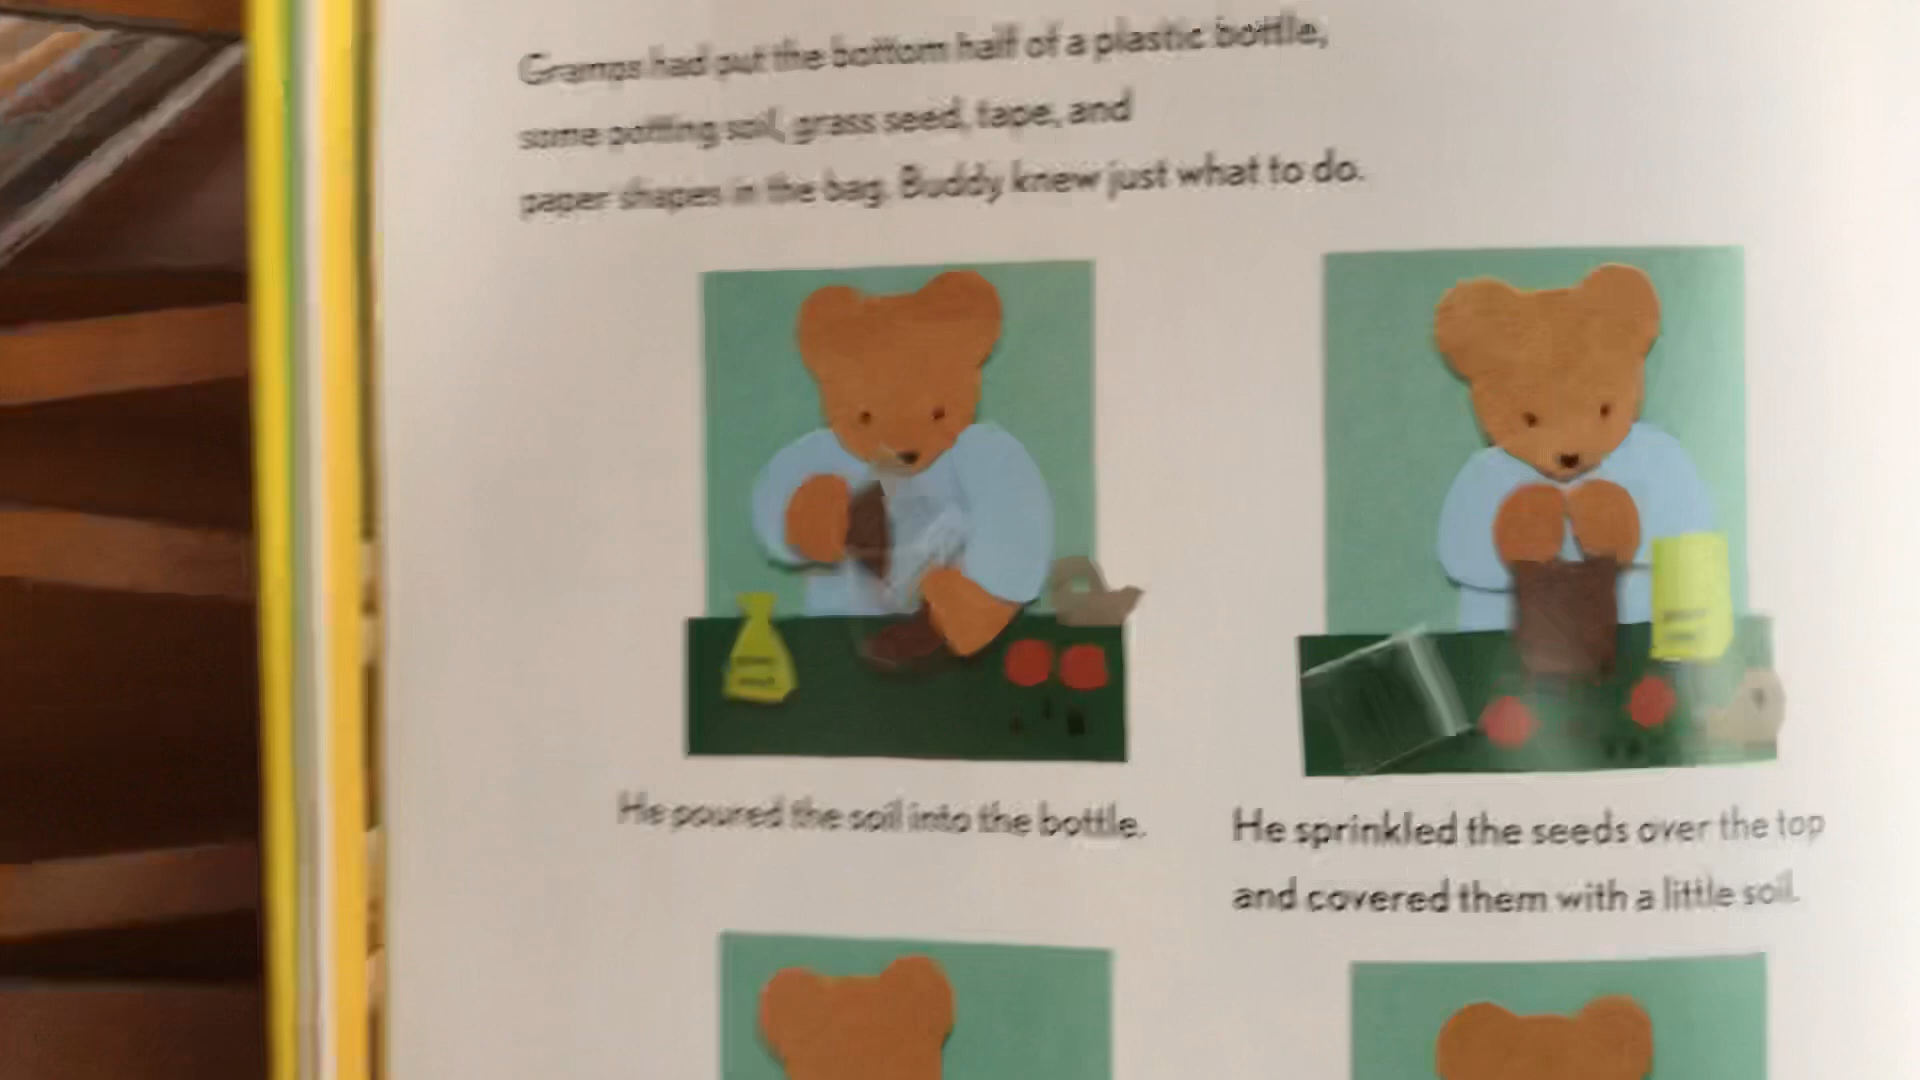 Gramps had put the bottom half of a plastic bottle,
some potting soil, grass seed, tape, and
paper shapes in the bag. Buddy knew just what to do.
He poured the soil into the bottle.
He sprinkled the seeds over the top
and covered them with a little soil.